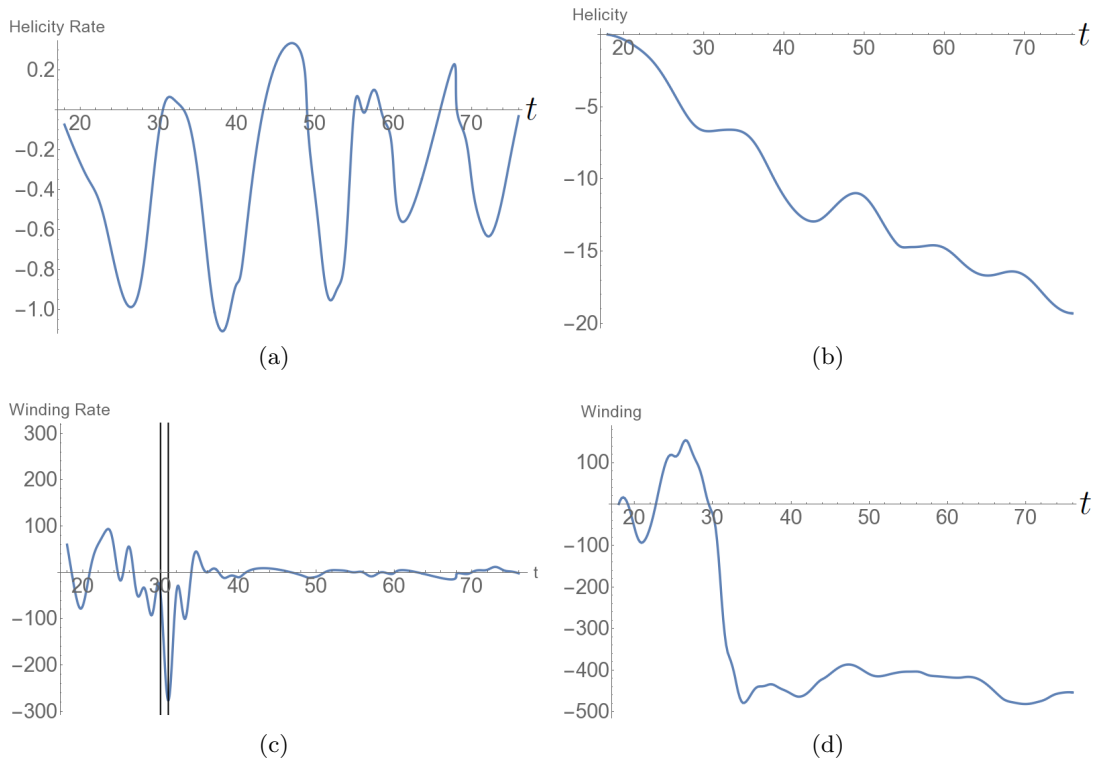 Helicity Rate
0.2
t
20 30 40 50 60 70
−0.2
−0.4
−0.6
−0.8
−1.0
(a)
Helicity
t
20 30 40 50 60 70
−5
−10
−15
−20
(b)
Winding Rate
300
200
100
t
20 30 40 50 60 70
−100
−200
−300
(c)
Winding
100
t
20 30 40 50 60 70
−100
−200
−300
−400
−500
(d)